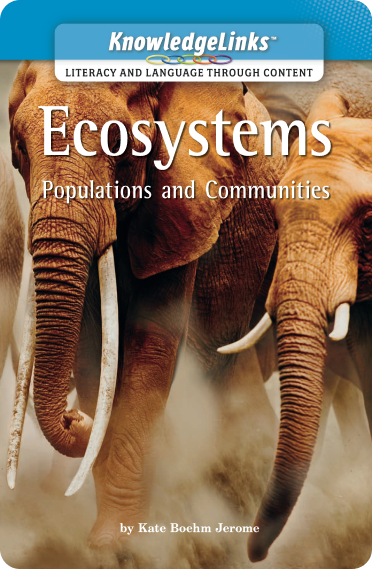 KnowledgeLinks™
LITERACY AND LANGUAGE THROUGH CONTENT
Ecosystems
Populations and Communities
by Kate Boehm Jerome